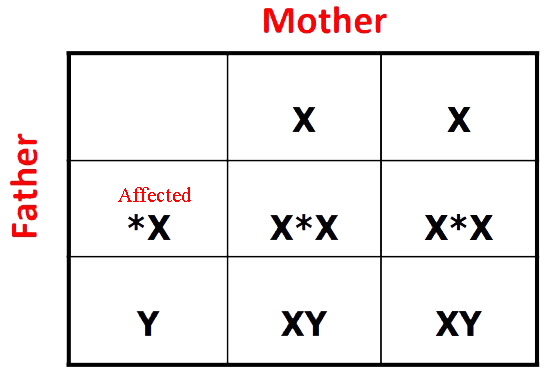 Mother
Father
X X
Affected
*X X*X X*X
Y XY XY